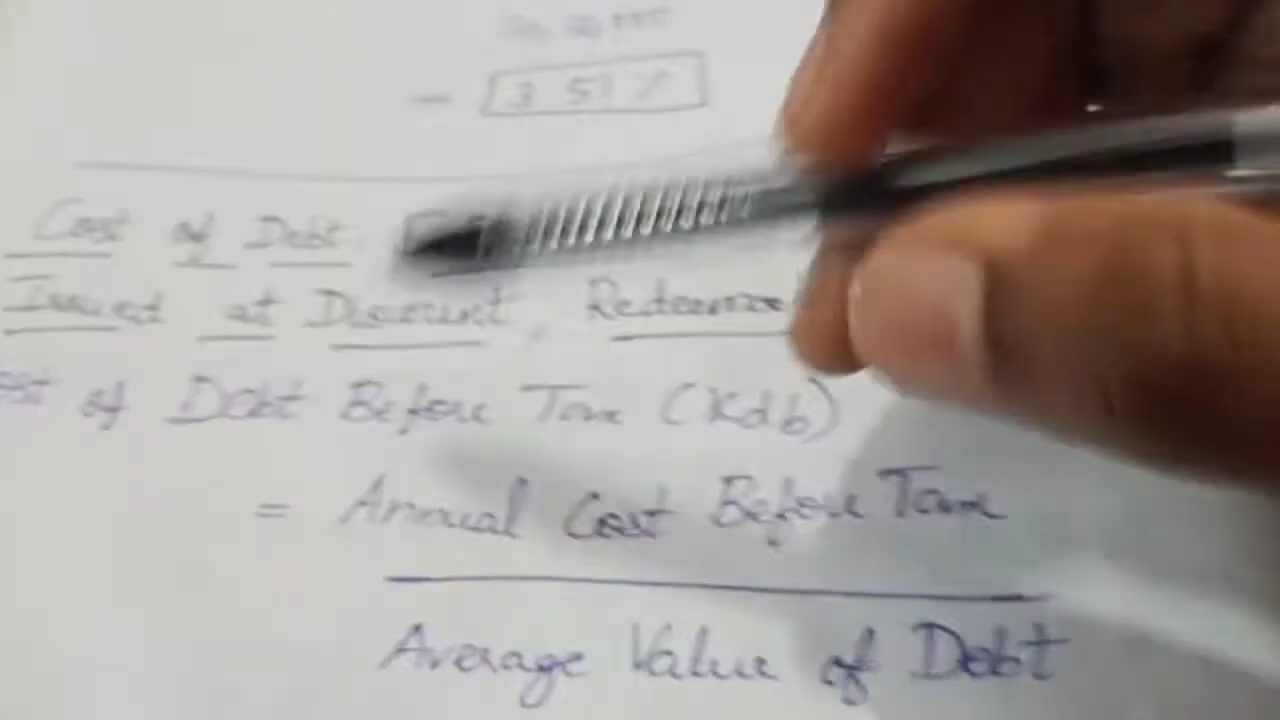 = 3.51%
Cost of Debt
Issued at Discount, Redeemable
of Debt Before Tax (Kdb)
= Annual Cost Before Tax
Average Value of Debt